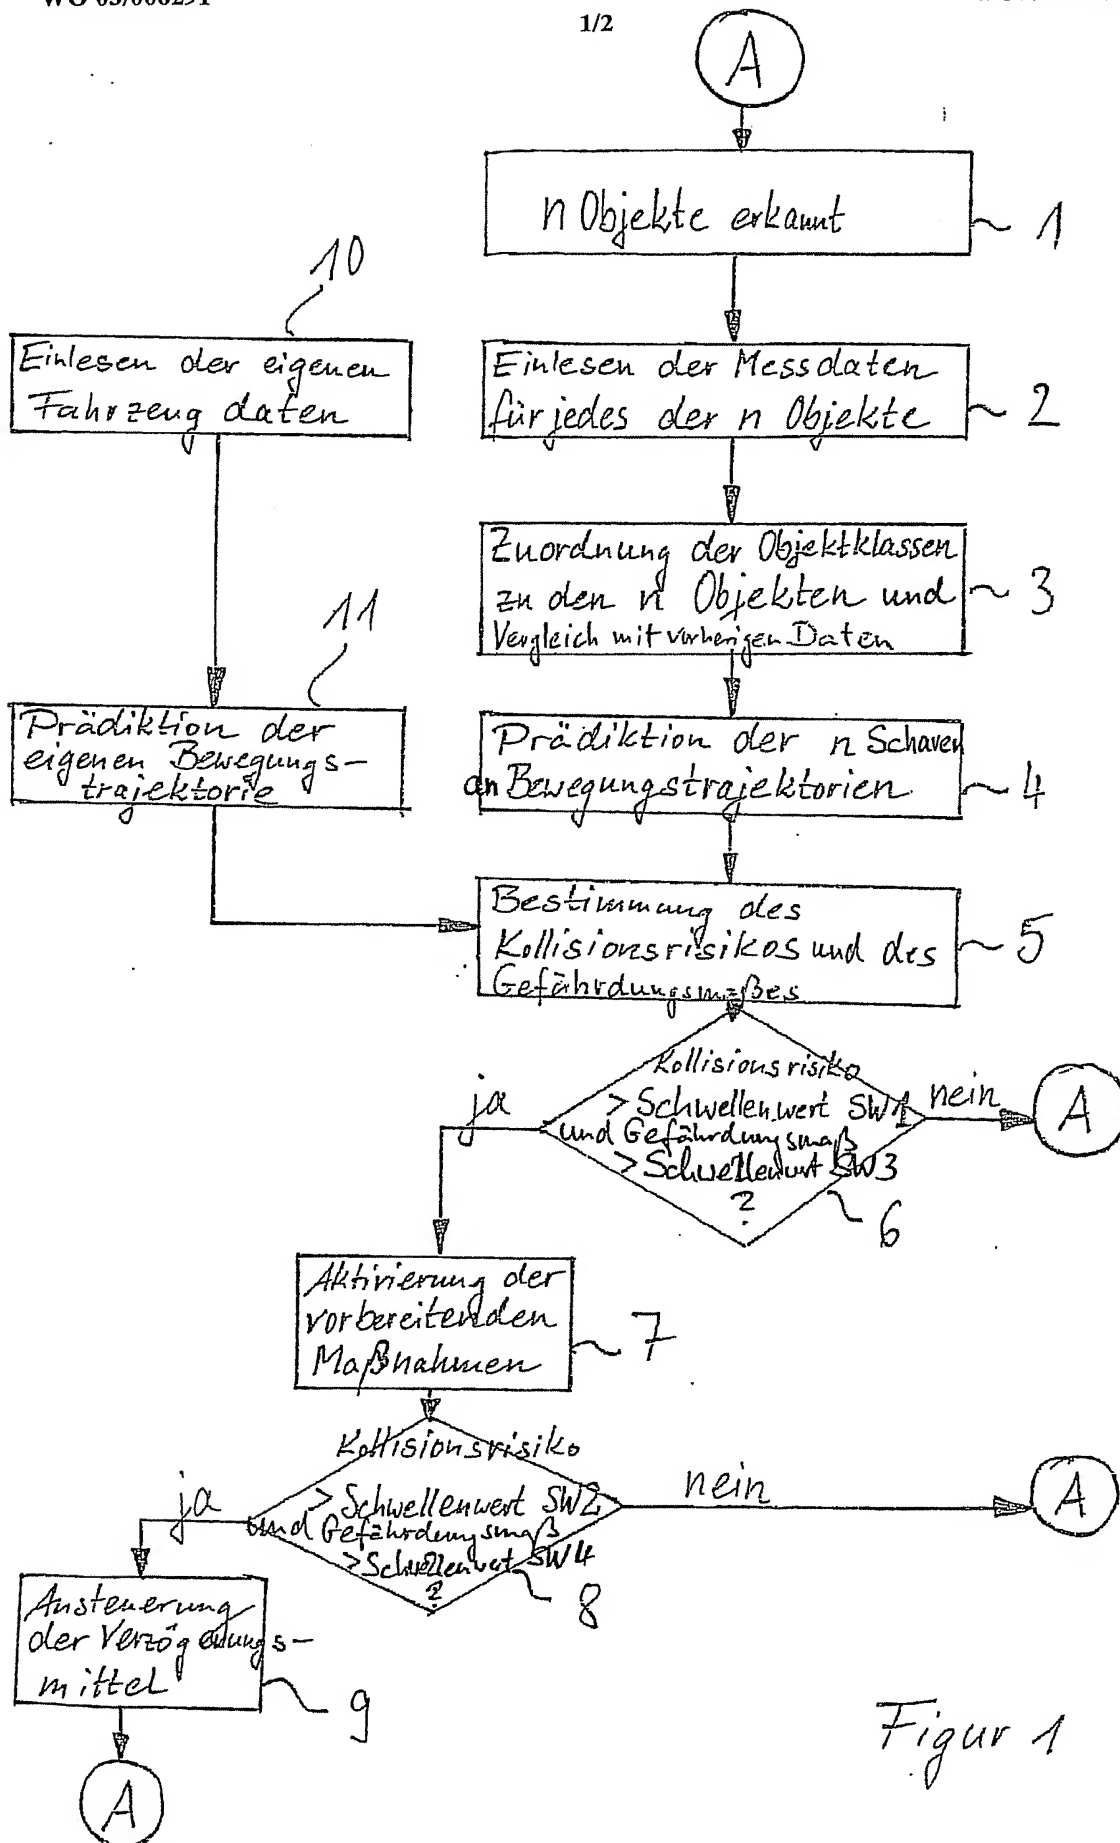 1/2
A
n Objekte erkannt
1
10
Einlesen der eigenen
Fahrzeugdaten
Einlesen der Messdaten
für jedes der n Objekte
2
Zuordnung der Objektklassen
zu den n Objekten und
Vergleich mit vorherigen Daten
3
11
Prädiktion der
eigenen Bewegungs-
trajektorie
Prädiktion der n Scharen
an Bewegungstrajektorien
4
Bestimmung des
Kollisionsrisikos und des
Gefährdungsmaßes
5
Kollisionsrisiko
> Schwellenwert SW1
und Gefährdungsmaß
> Schwellenwert SW3
?
6
ja
nein
A
Aktivierung der
vorbereitenden
Maßnahmen
7
Kollisionsrisiko
> Schwellenwert SW2
und Gefährdungsmaß
> Schwellenwert SW4
?
8
ja
nein
A
Ansteuerung
der Verzögerungs-
mittel
9
A
Figur 1